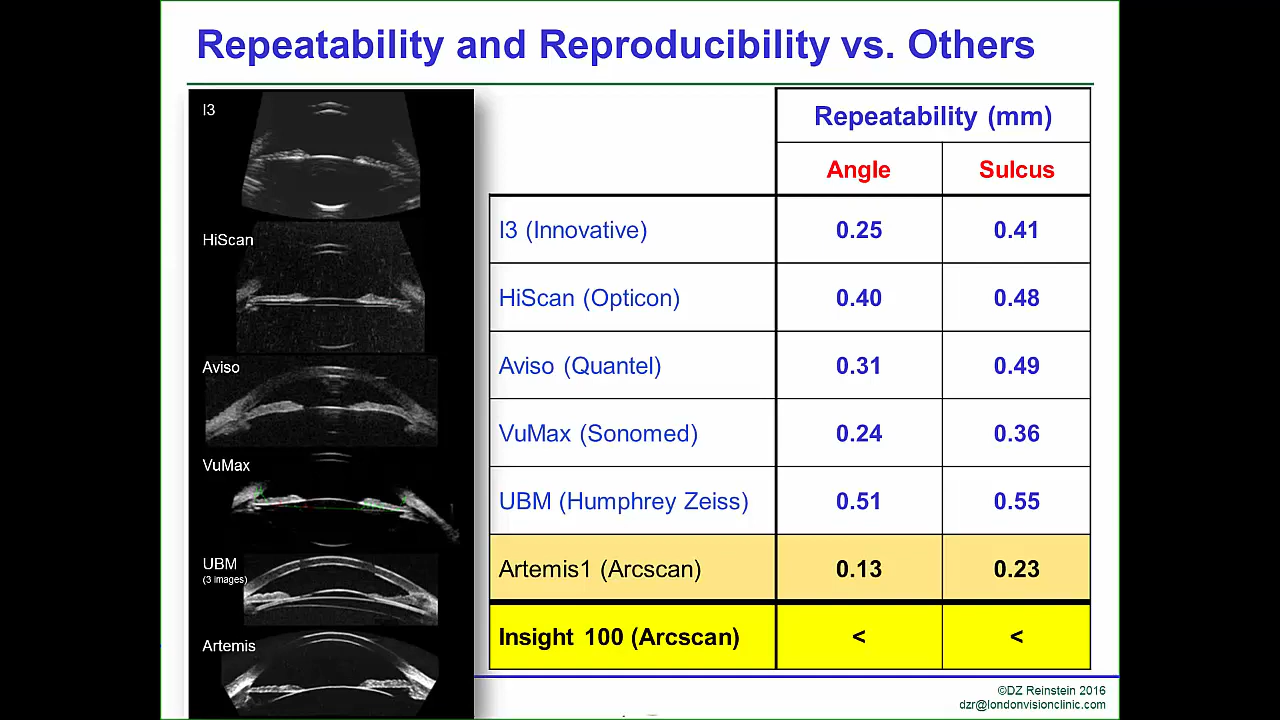 Repeatability and Reproducibility vs. Others
I3
HiScan
Aviso
VuMax
UBM
(3 images)
Artemis
Repeatability (mm)
Angle Sulcus
I3 (Innovative) 0.25 0.41
HiScan (Opticon) 0.40 0.48
Aviso (Quantel) 0.31 0.49
VuMax (Sonomed) 0.24 0.36
UBM (Humphrey Zeiss) 0.51 0.55
Artemis1 (Arcscan) 0.13 0.23
Insight 100 (Arcscan) < <
©DZ Reinstein 2016
dzr@londonvisionclinic.com